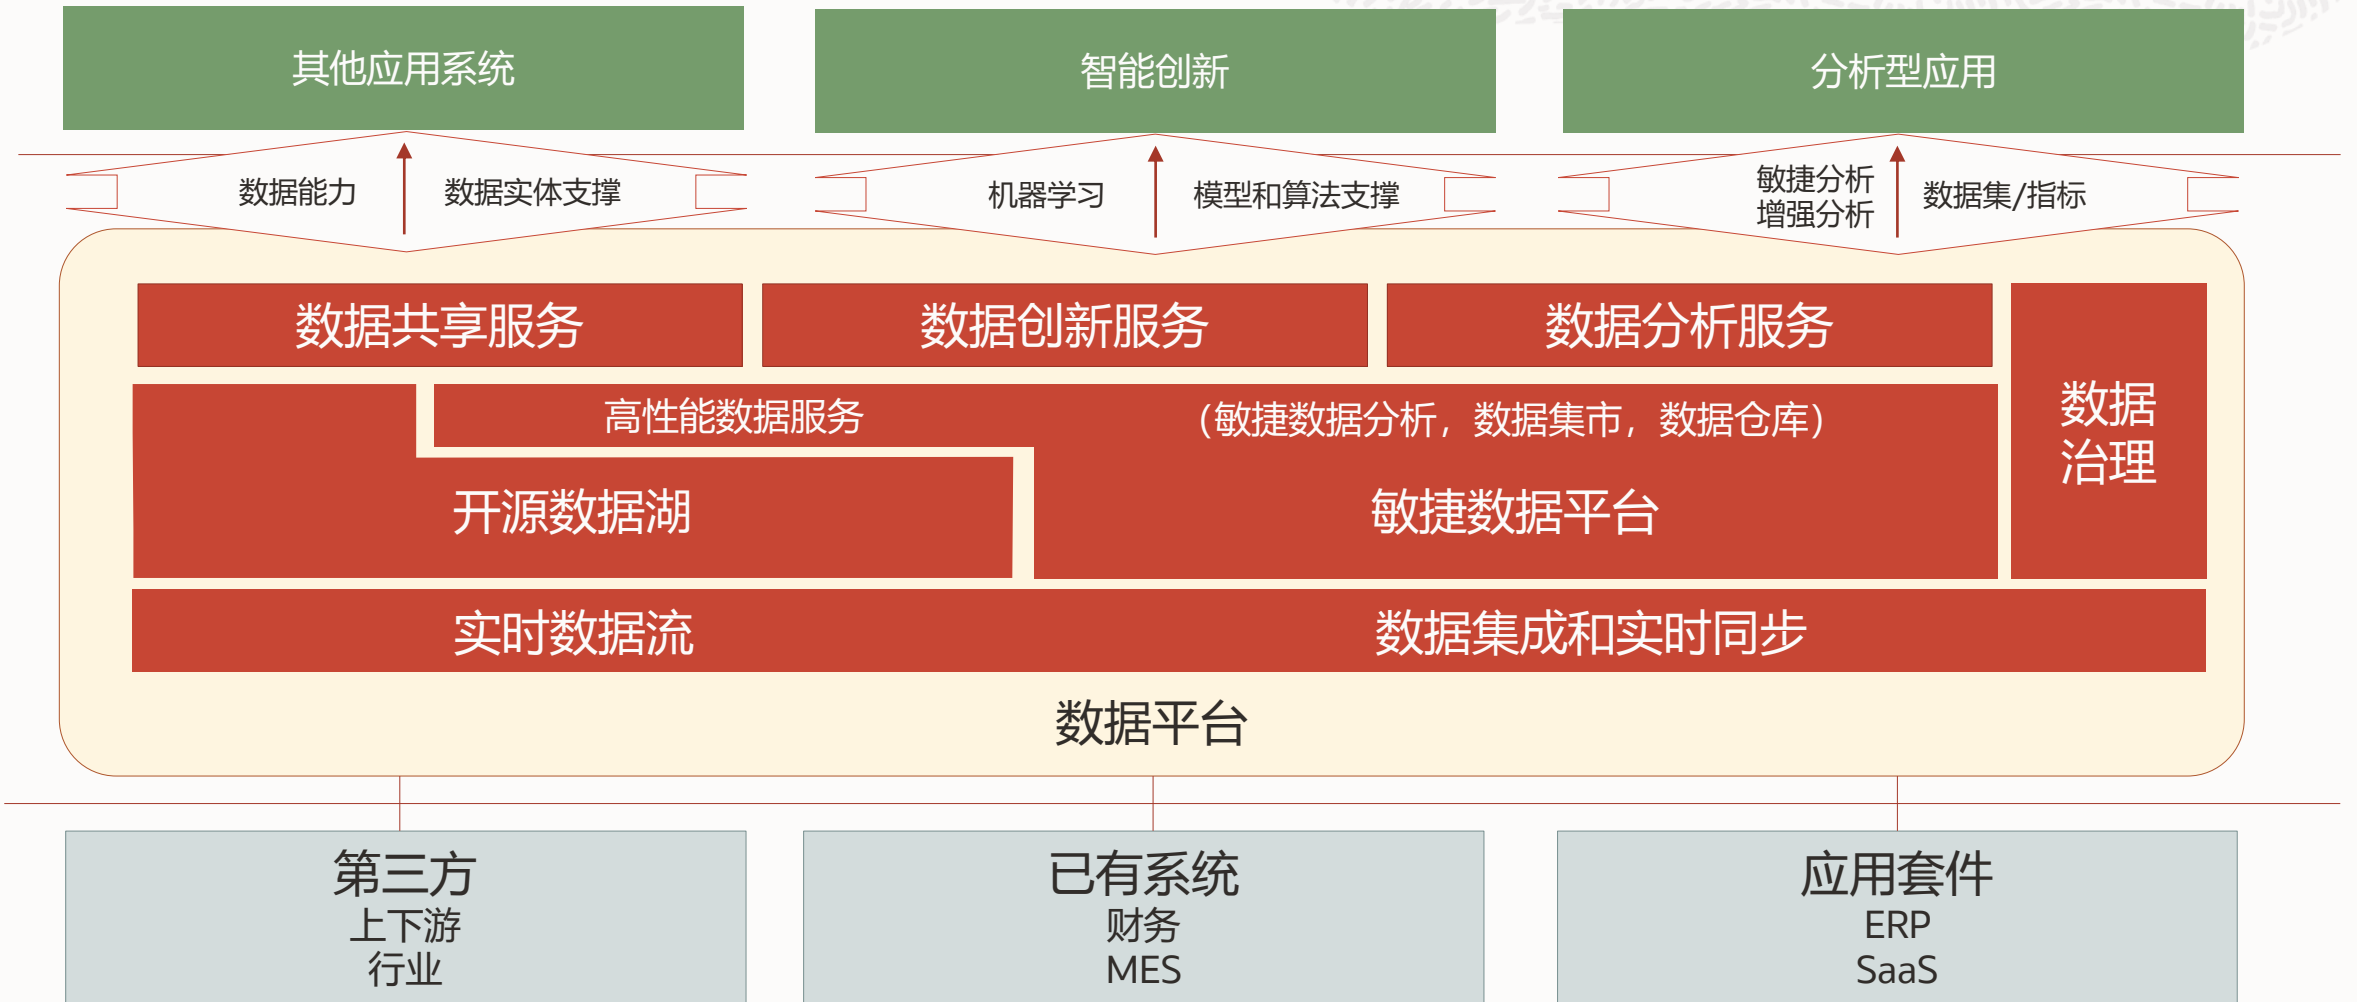 其他应用系统
智能创新
分析型应用
数据能力
数据实体支撑
机器学习
模型和算法支撑
敏捷分析
增强分析
数据集/指标
数据共享服务
数据创新服务
数据分析服务
数据
治理
高性能数据服务
（敏捷数据分析，数据集市，数据仓库）
开源数据湖
敏捷数据平台
实时数据流
数据集成和实时同步
数据平台
第三方
上下游
行业
已有系统
财务
MES
应用套件
ERP
SaaS